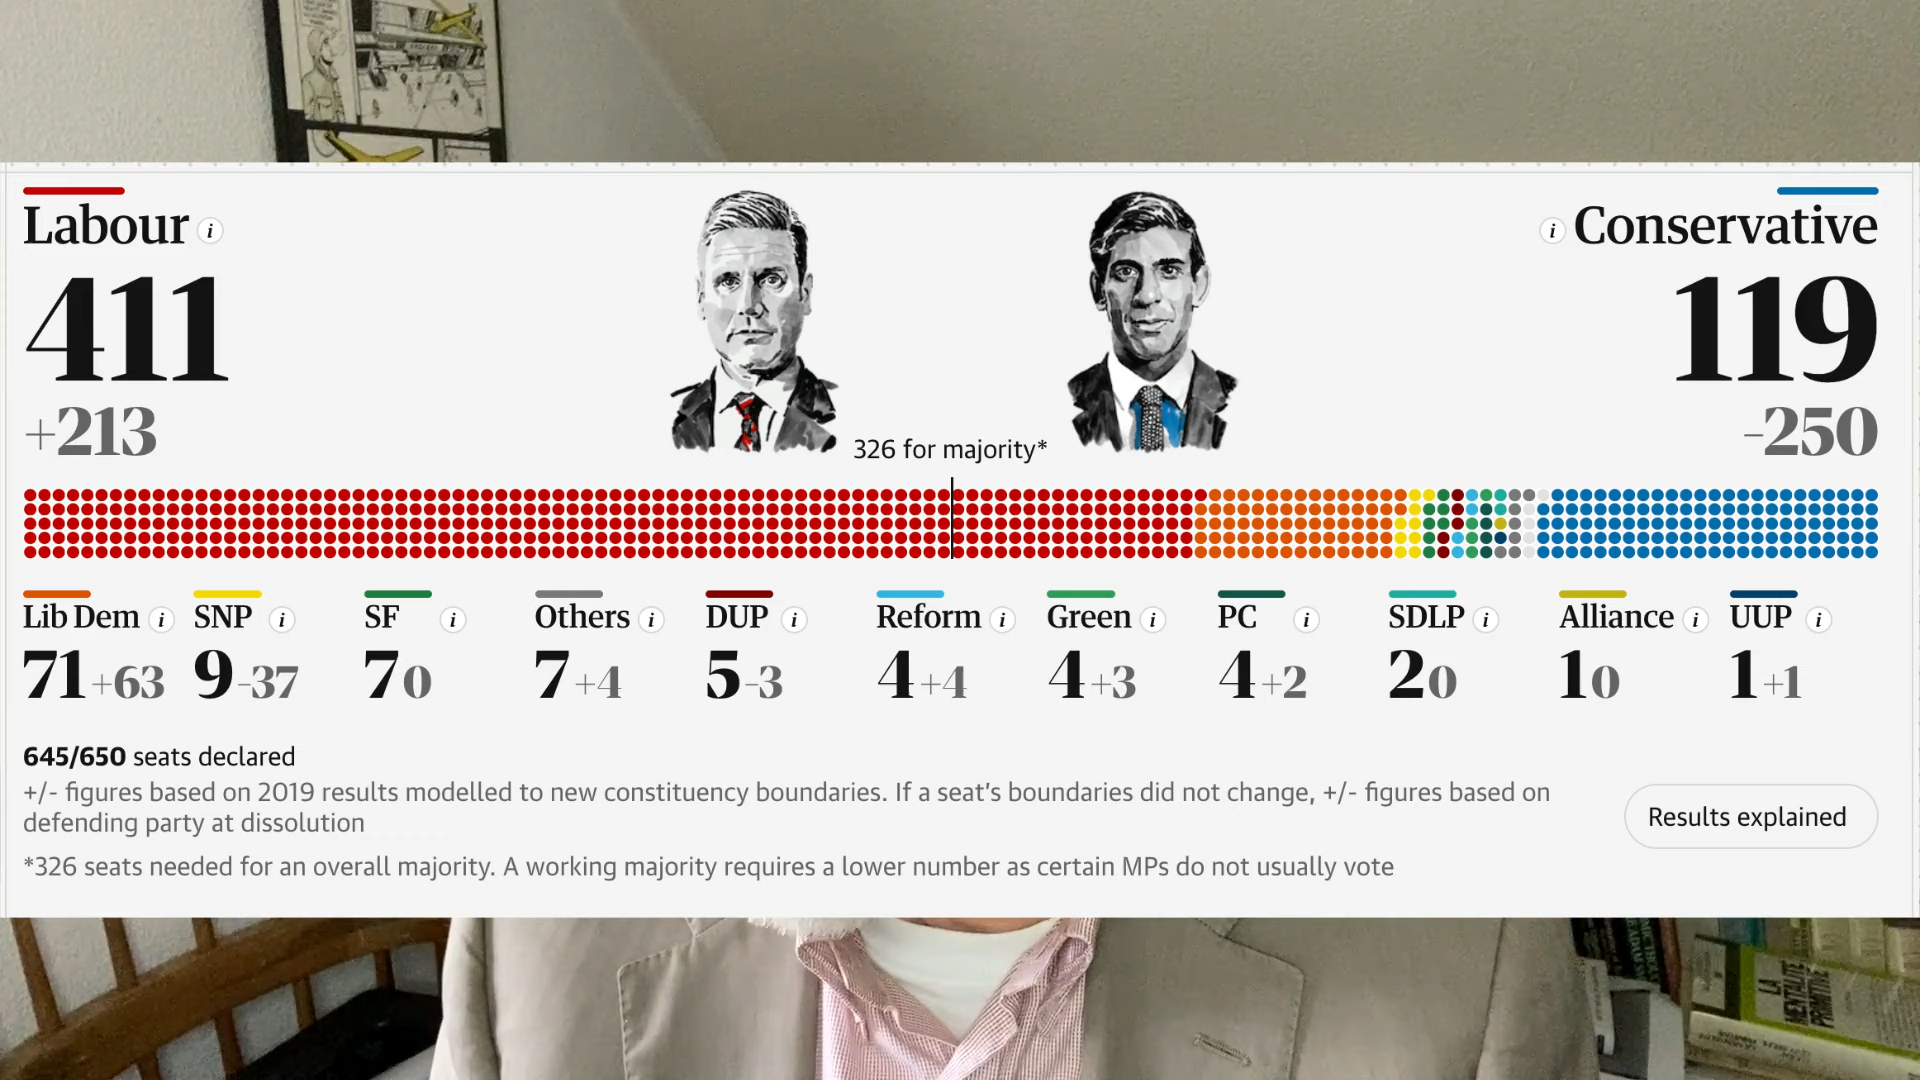 Labour i
411
+213
326 for majority*
i Conservative
119
-250
Lib Dem i
71 +63
SNP i
9 -37
SF i
7 0
Others i
7 +4
DUP i
5 -3
Reform i
4 +4
Green i
4 +3
PC i
4 +2
SDLP i
2 0
Alliance i
1 0
UUP i
1 +1
645/650 seats declared
+/- figures based on 2019 results modelled to new constituency boundaries. If a seat's boundaries did not change, +/- figures based on
defending party at dissolution
*326 seats needed for an overall majority. A working majority requires a lower number as certain MPs do not usually vote
Results explained
LA
MENTALITÉ
PRIMITIVE